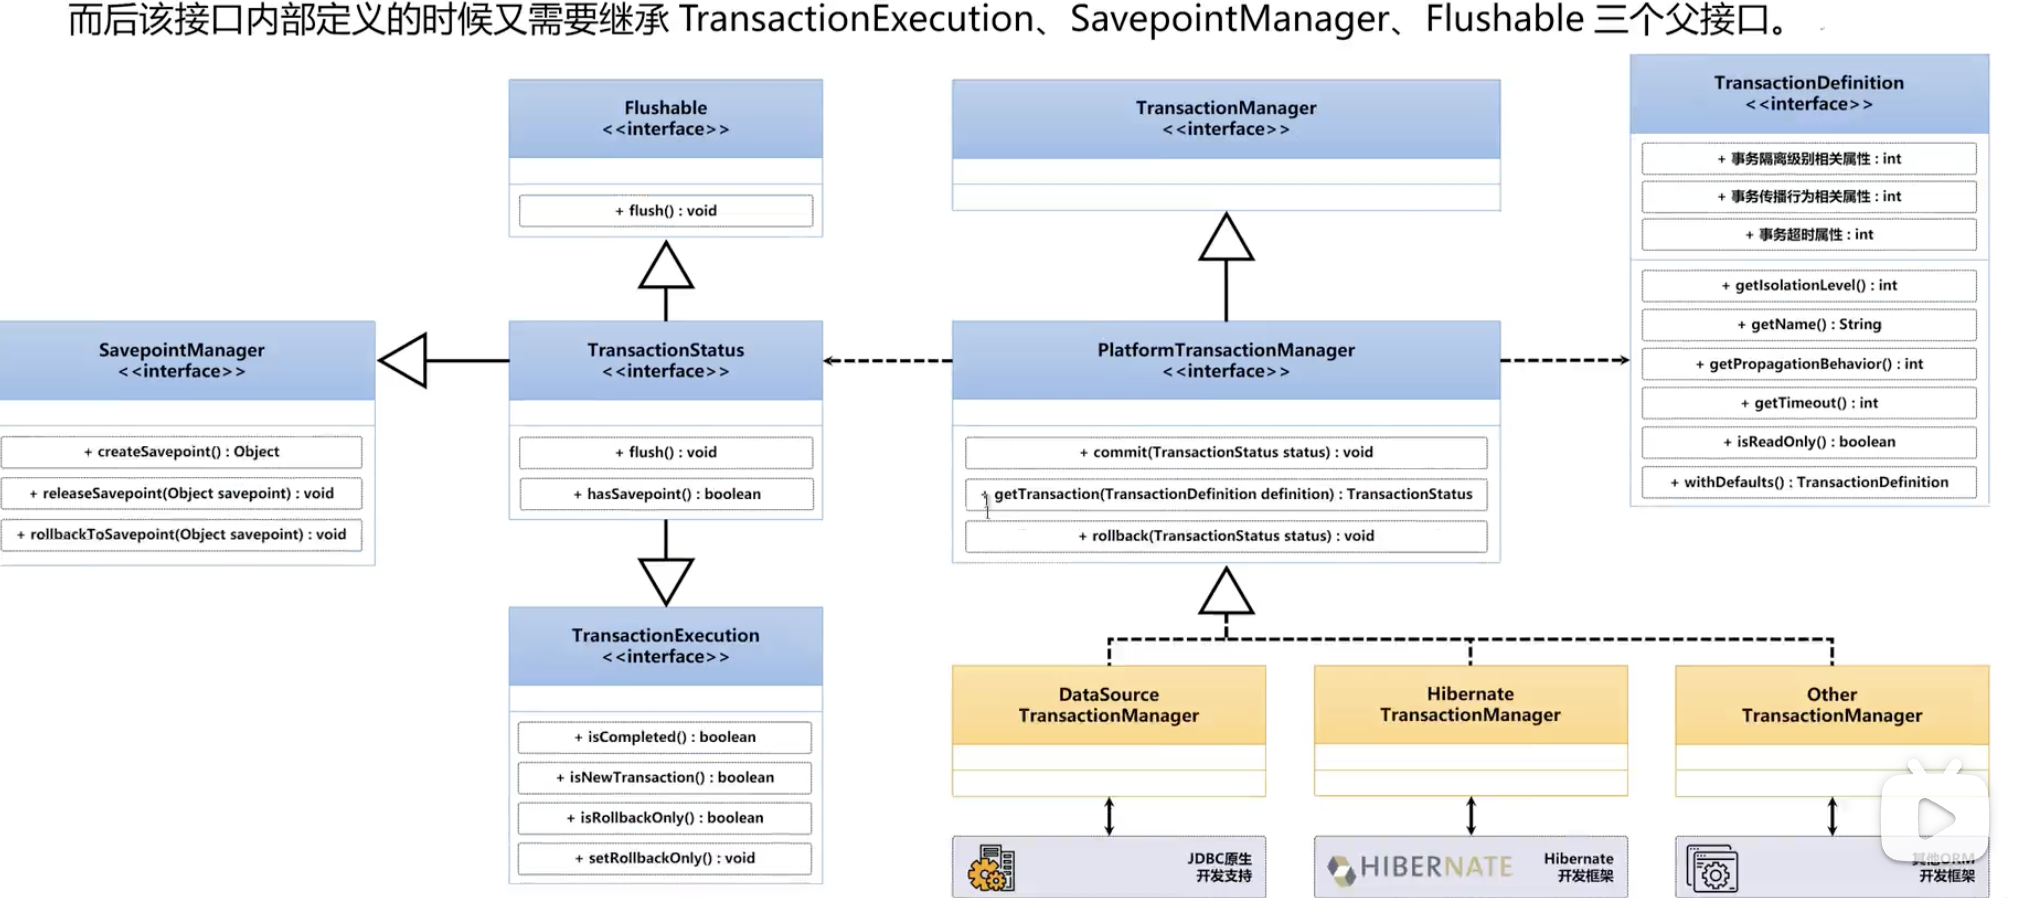 而后该接口内部定义的时候又需要继承 TransactionExecution、SavepointManager、Flushable 三个父接口。
Flushable
<<interface>>
+ flush() : void
TransactionManager
<<interface>>
TransactionDefinition
<<interface>>
+ 事务隔离级别相关属性 : int
+ 事务传播行为相关属性 : int
+ 事务超时属性 : int
+ getIsolationLevel() : int
+ getName() : String
+ getPropagationBehavior() : int
+ getTimeout() : int
+ isReadOnly() : boolean
+ withDefaults() : TransactionDefinition
SavepointManager
<<interface>>
+ createSavepoint() : Object
+ releaseSavepoint(Object savepoint) : void
+ rollbackToSavepoint(Object savepoint) : void
TransactionStatus
<<interface>>
+ flush() : void
+ hasSavepoint() : boolean
PlatformTransactionManager
<<interface>>
+ commit(TransactionStatus status) : void
+ getTransaction(TransactionDefinition definition) : TransactionStatus
+ rollback(TransactionStatus status) : void
TransactionExecution
<<interface>>
+ isCompleted() : boolean
+ isNewTransaction() : boolean
+ isRollbackOnly() : boolean
+ setRollbackOnly() : void
DataSource
TransactionManager
Hibernate
TransactionManager
Other
TransactionManager
JDBC原生
开发支持
HIBERNATE
Hibernate
开发框架
其他ORM
开发框架